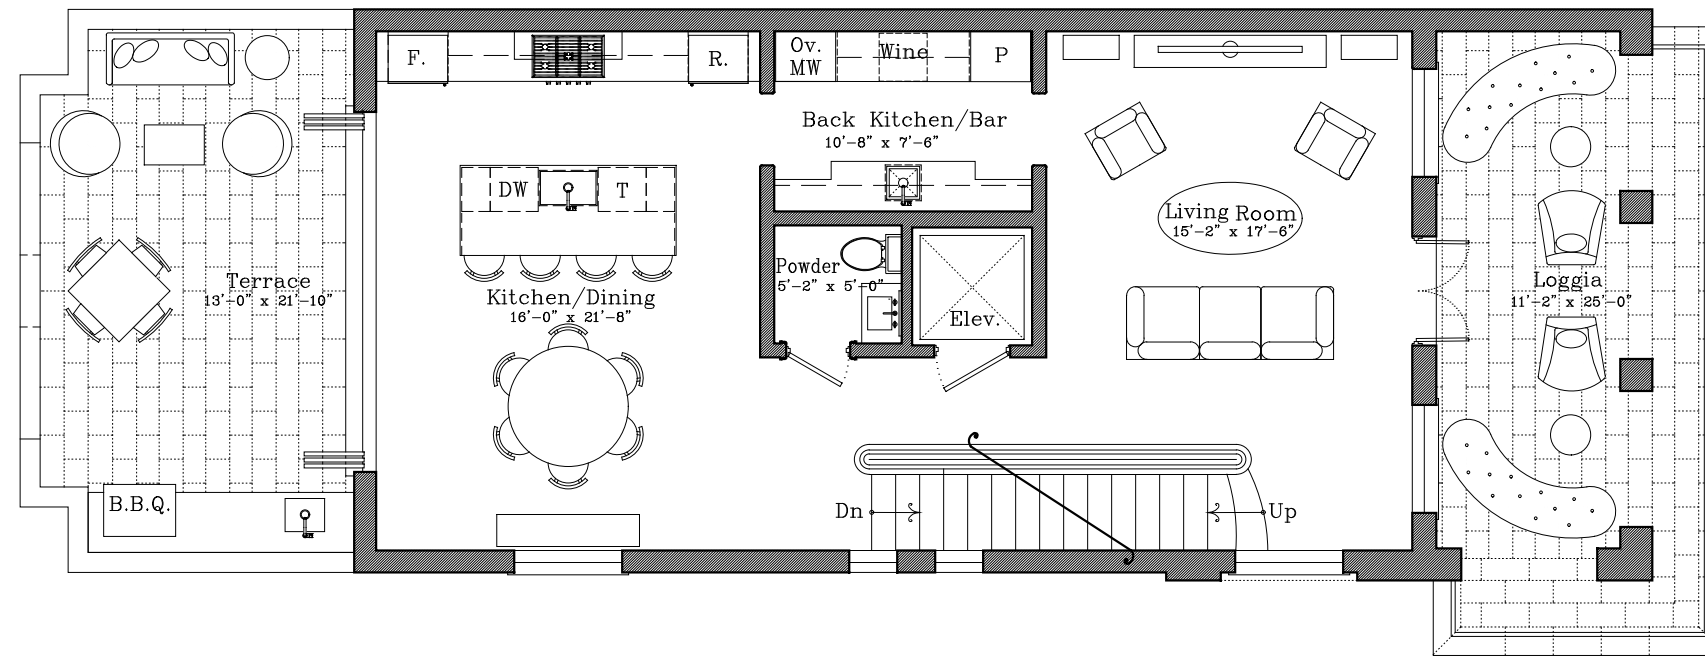 F.
R.
Ov.
MW
Wine
P
Back Kitchen/Bar
10'-8" x 7'-6"
DW
T
Living Room
15'-2" x 17'-6"
Terrace
13'-0" x 21'-10"
Kitchen/Dining
16'-0" x 21'-8"
Powder
5'-2" x 5'-0"
Elev.
Loggia
11'-2" x 25'-0"
B.B.Q.
Dn
Up